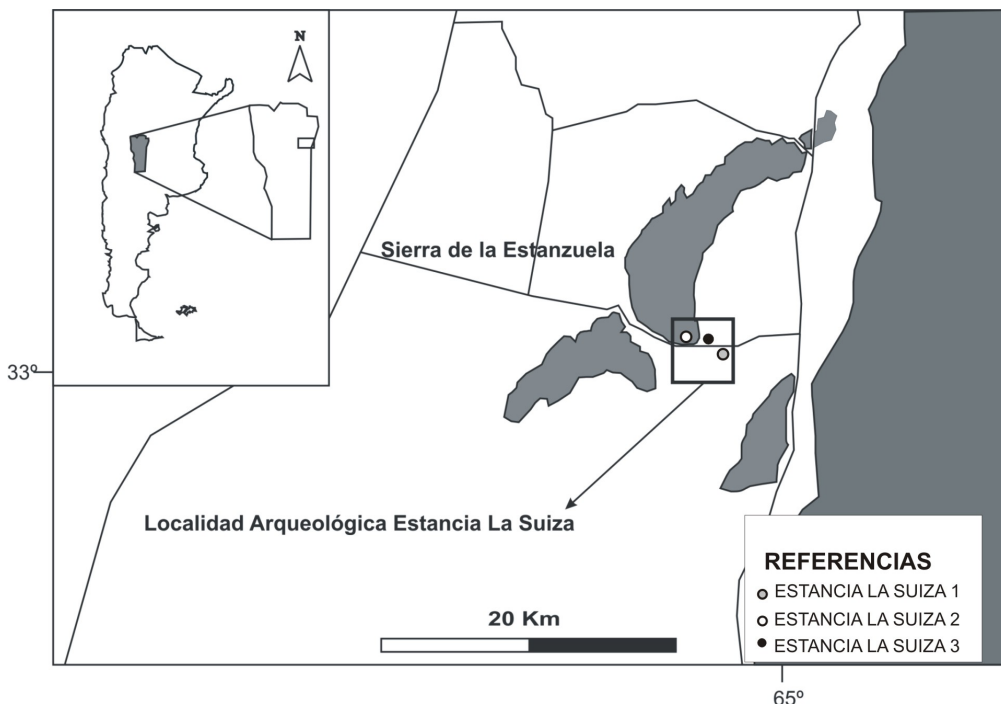 N
Sierra de la Estanzuela
33º
Localidad Arqueológica Estancia La Suiza
REFERENCIAS
ESTANCIA LA SUIZA 1
ESTANCIA LA SUIZA 2
ESTANCIA LA SUIZA 3
20 Km
65º